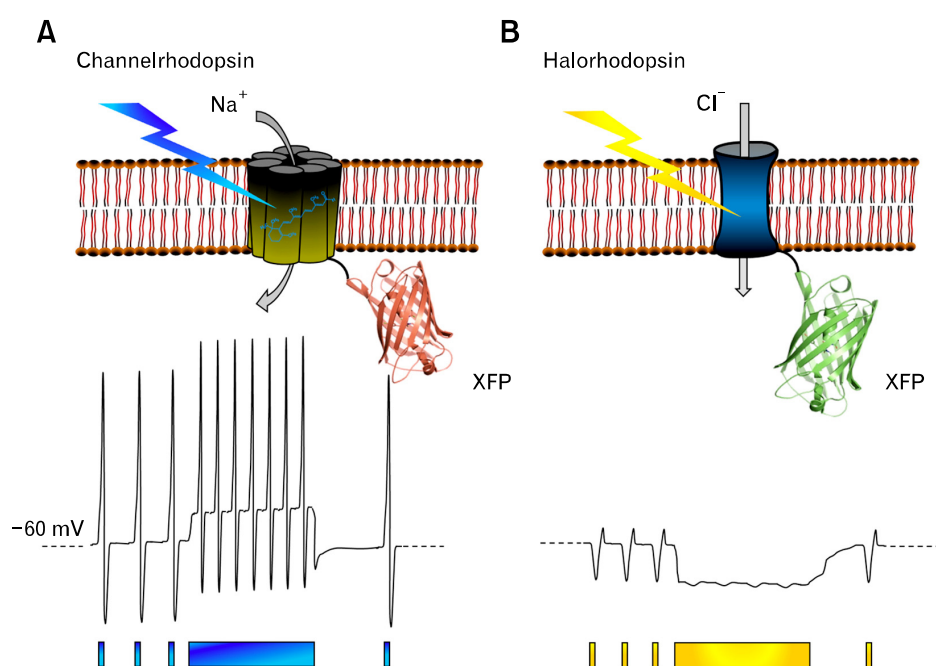 A
Channelrhodopsin
Na⁺
XFP
−60 mV
B
Halorhodopsin
Cl⁻
XFP